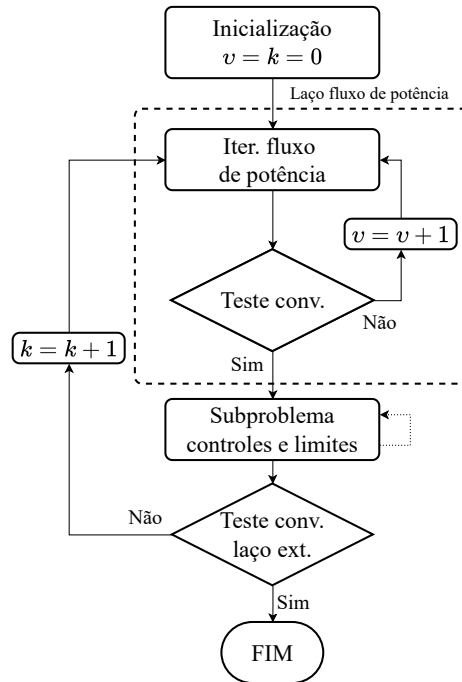 Inicialização
v = k = 0
Laço fluxo de potência
Iter. fluxo
de potência
v = v + 1
Teste conv.
Não
Sim
k = k + 1
Subproblema
controles e limites
Não
Teste conv.
laço ext.
Sim
FIM